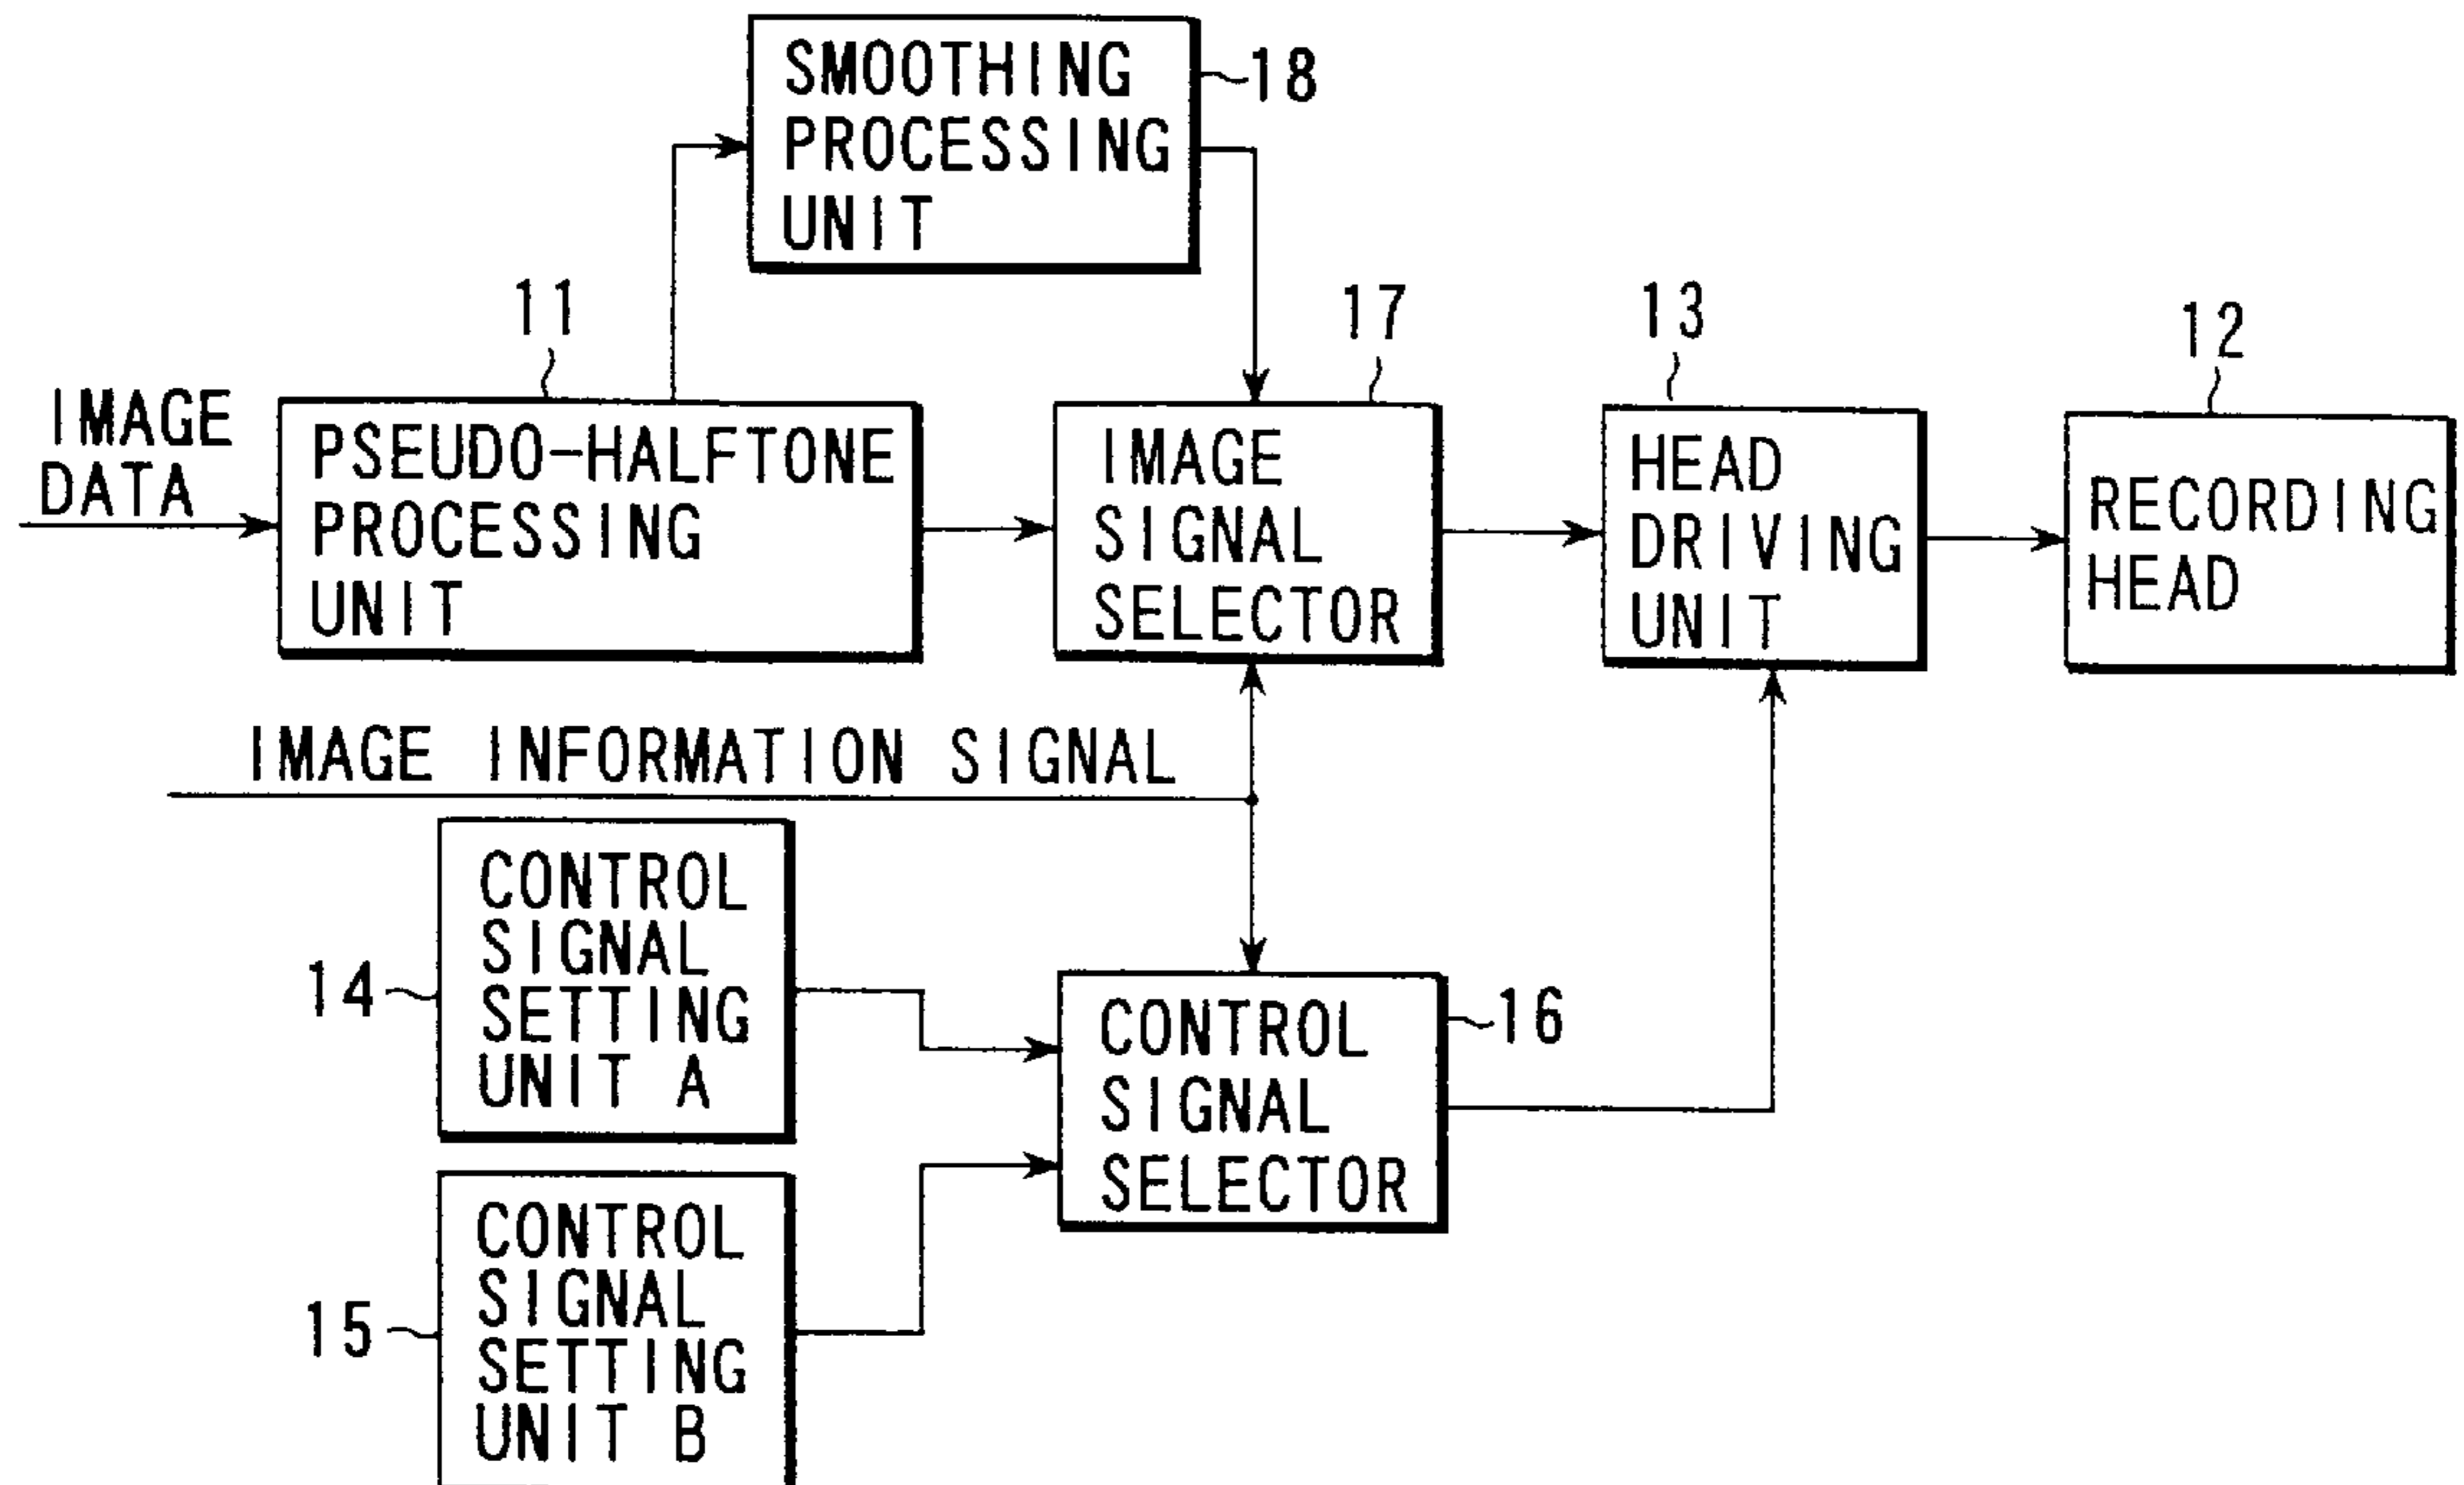 SMOOTHING
PROCESSING
UNIT
18
11
17
13
12
IMAGE
DATA
PSEUDO-HALFTONE
PROCESSING
UNIT
IMAGE
SIGNAL
SELECTOR
HEAD
DRIVING
UNIT
RECORDING
HEAD
IMAGE INFORMATION SIGNAL
CONTROL
SIGNAL
SETTING
UNIT A
14
CONTROL
SIGNAL
SELECTOR
16
CONTROL
SIGNAL
SETTING
UNIT B
15